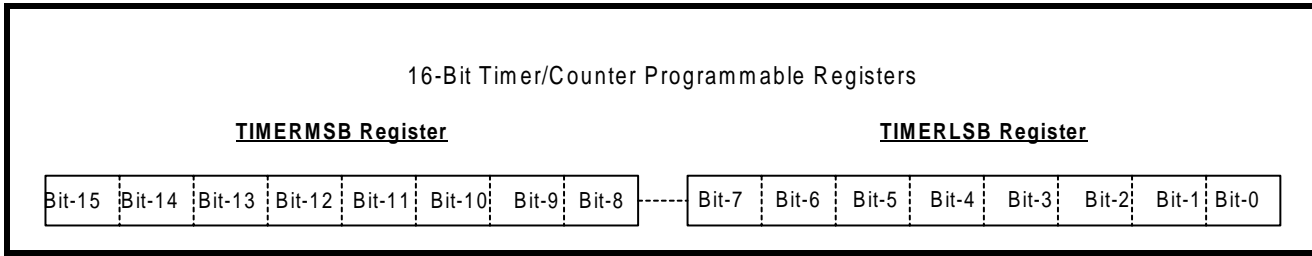 16-Bit Timer/Counter Programmable Registers
TIMERMSB Register TIMERLSB Register
Bit-15 Bit-14 Bit-13 Bit-12 Bit-11 Bit-10 Bit-9 Bit-8 Bit-7 Bit-6 Bit-5 Bit-4 Bit-3 Bit-2 Bit-1 Bit-0